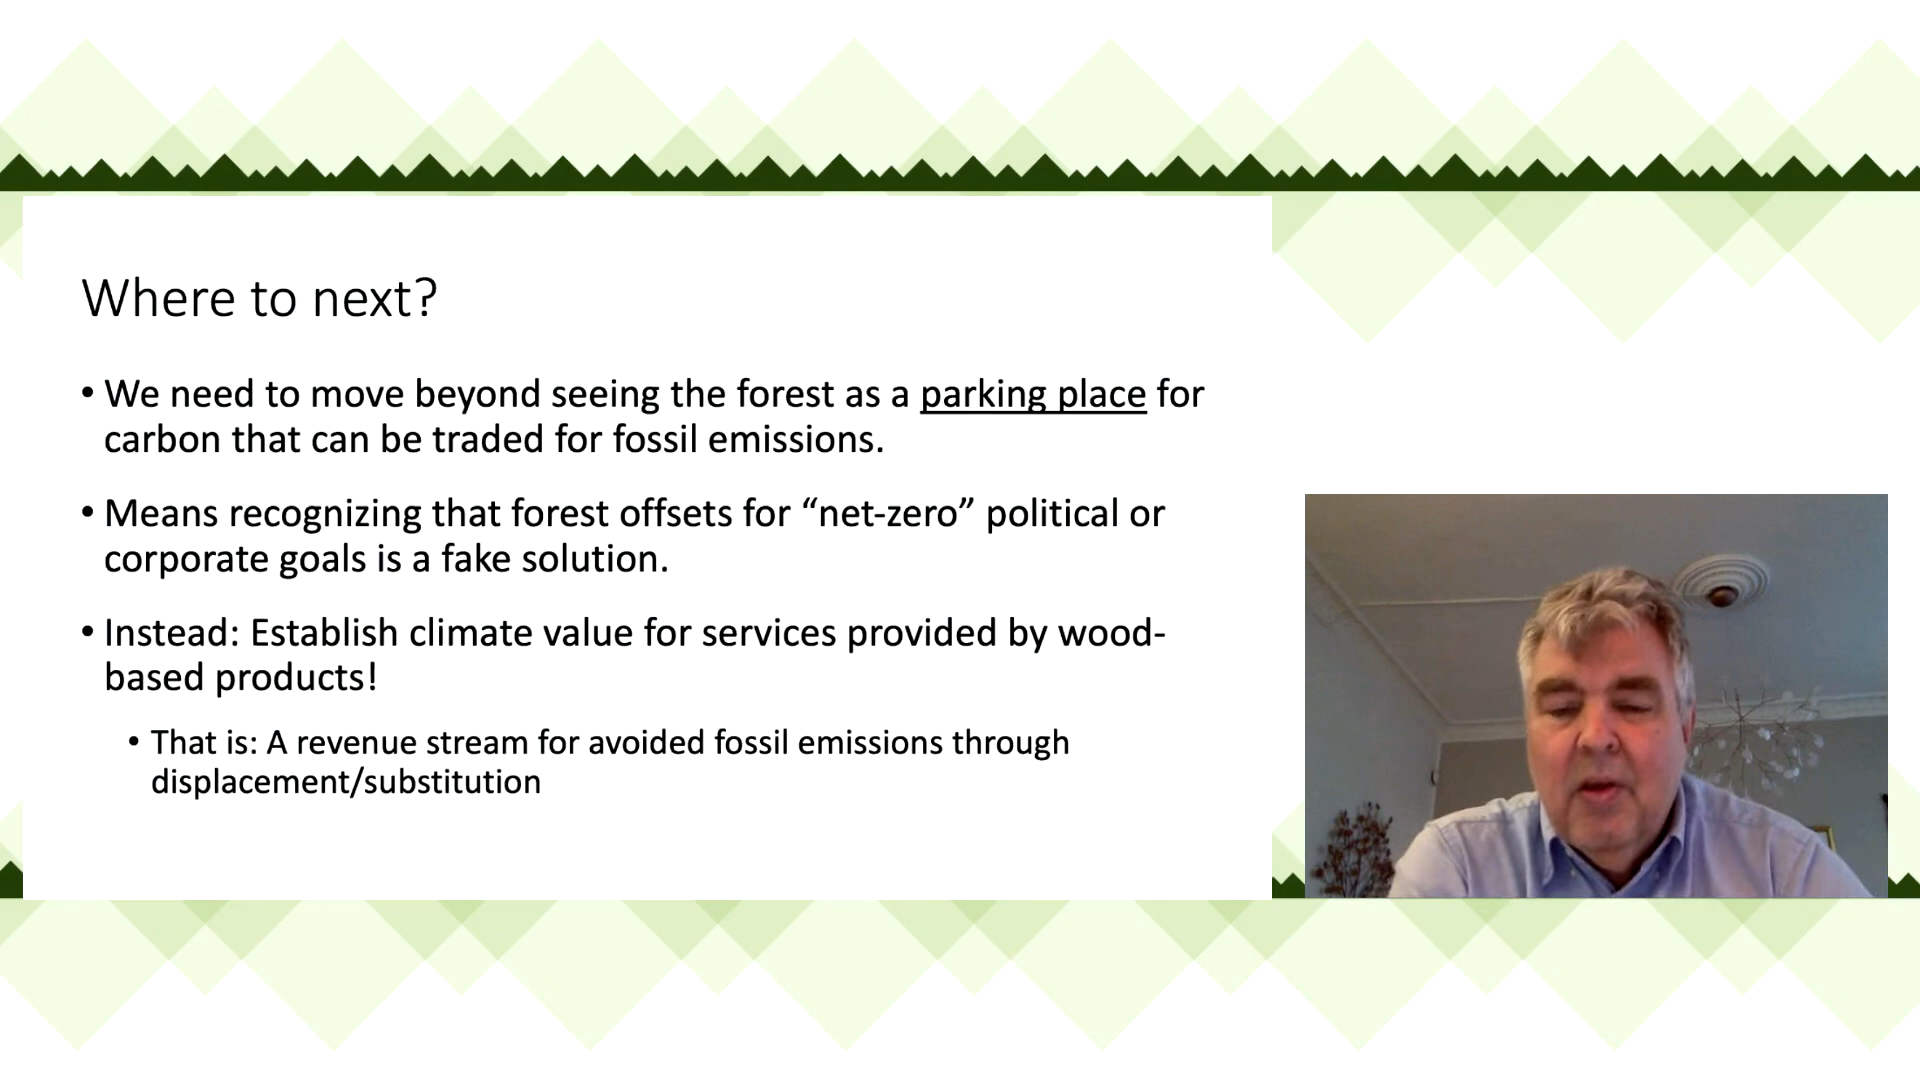 Where to next?
• We need to move beyond seeing the forest as a parking place for
carbon that can be traded for fossil emissions.
• Means recognizing that forest offsets for “net-zero” political or
corporate goals is a fake solution.
• Instead: Establish climate value for services provided by wood-
based products!
• That is: A revenue stream for avoided fossil emissions through
displacement/substitution